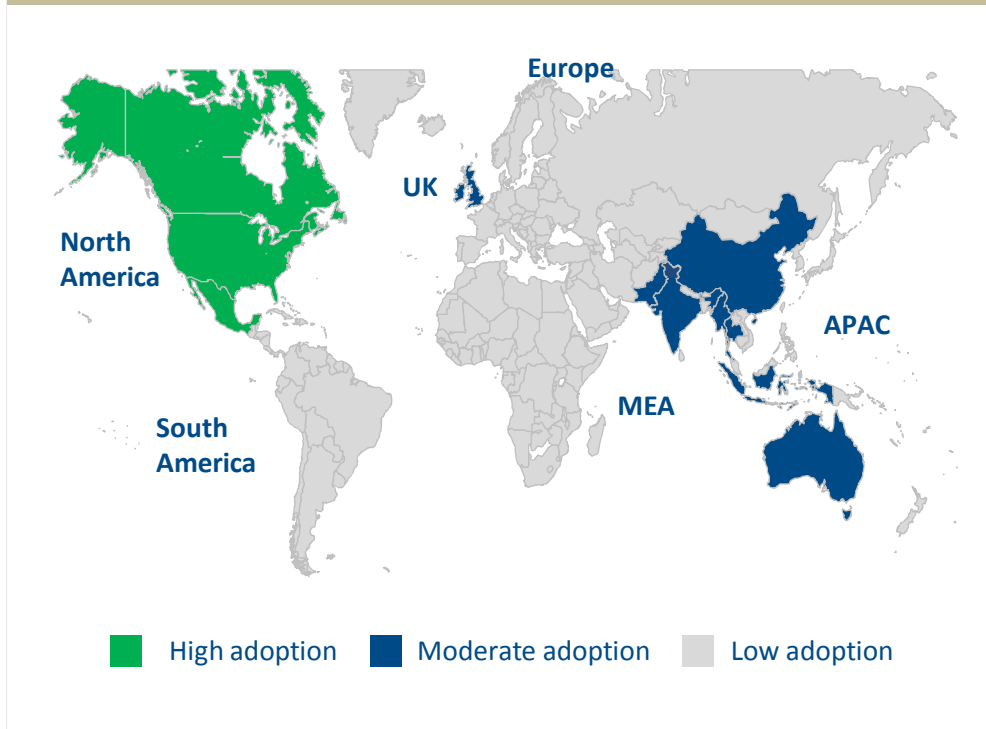 Europe
UK
North
America
APAC
MEA
South
America
High adoption
Moderate adoption
Low adoption